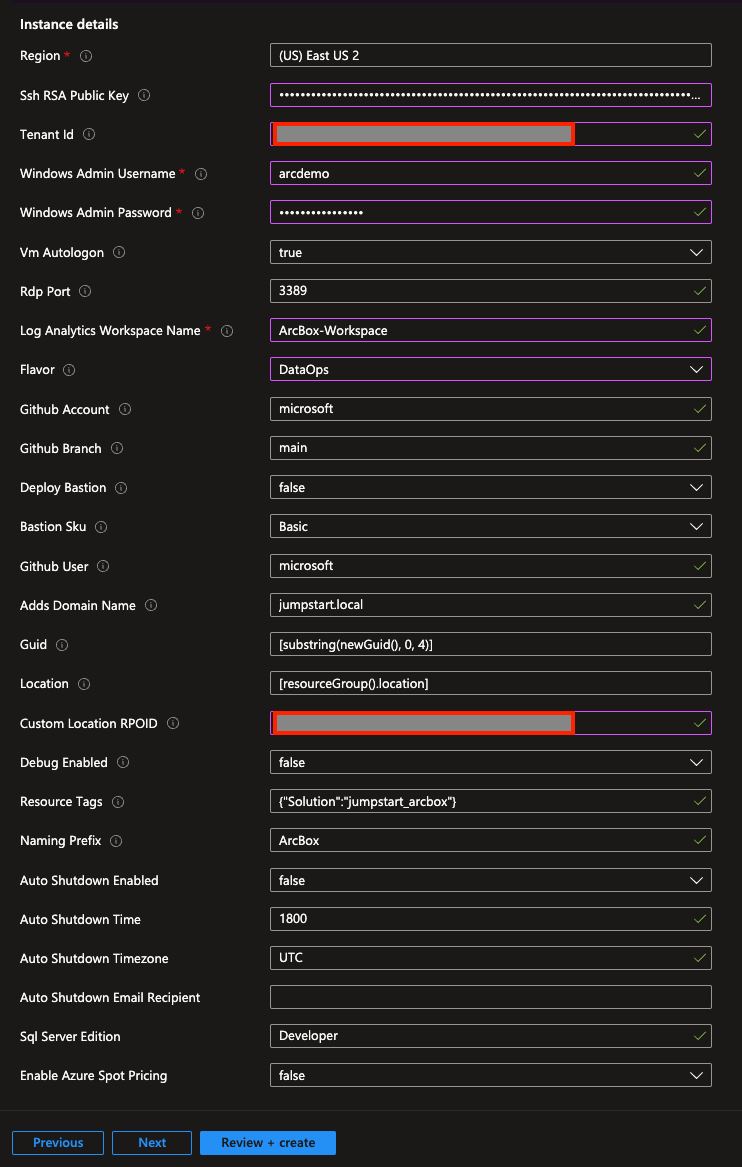 Instance details
Region * (US) East US 2
Ssh RSA Public Key ••••••••••••••••••••••••••••••••••••••••••••••••••••••••••••••••••••••••••••...
Tenant Id
Windows Admin Username * arcdemo
Windows Admin Password * ••••••••••••••••
Vm Autologon true
Rdp Port 3389
Log Analytics Workspace Name * ArcBox-Workspace
Flavor DataOps
Github Account microsoft
Github Branch main
Deploy Bastion false
Bastion Sku Basic
Github User microsoft
Adds Domain Name jumpstart.local
Guid [substring(newGuid(), 0, 4)]
Location [resourceGroup().location]
Custom Location RPOID
Debug Enabled false
Resource Tags {"Solution":"jumpstart_arcbox"}
Naming Prefix ArcBox
Auto Shutdown Enabled false
Auto Shutdown Time 1800
Auto Shutdown Timezone UTC
Auto Shutdown Email Recipient
Sql Server Edition Developer
Enable Azure Spot Pricing false
Previous Next Review + create